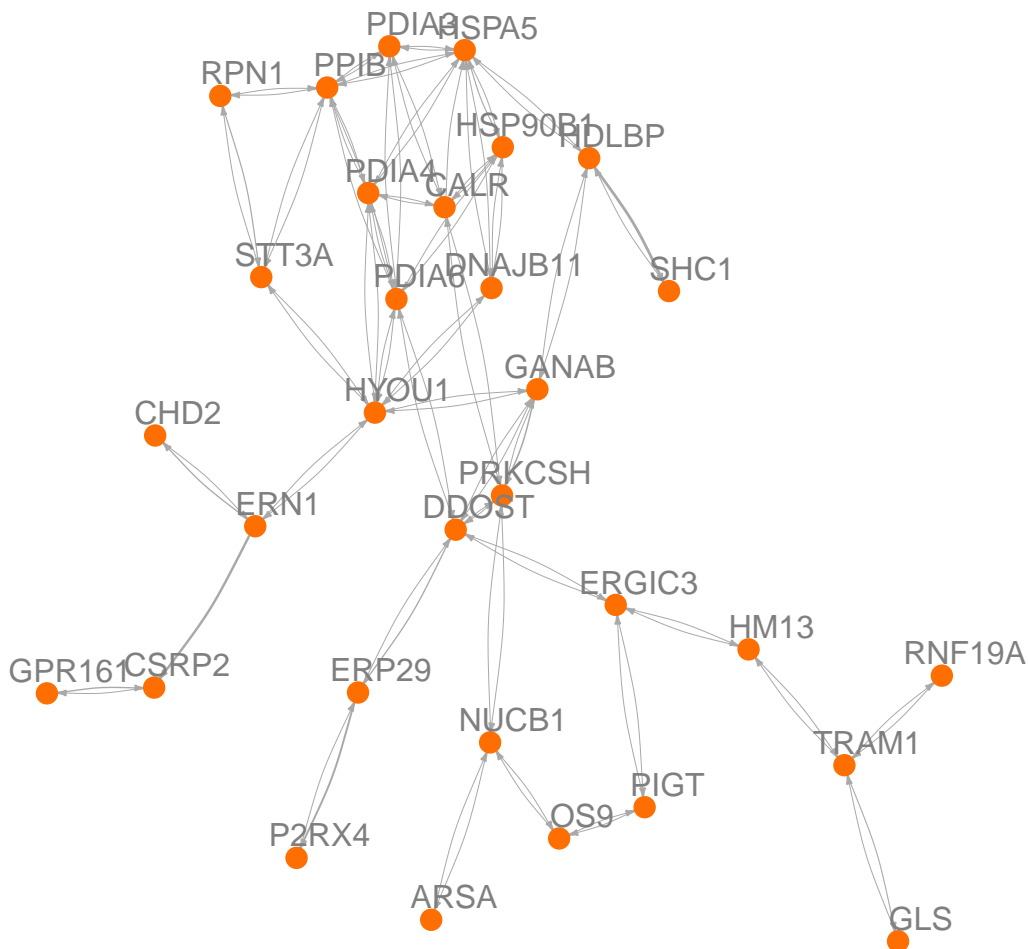 PDIA3
HSPA5
PPIB
RPN1
HSP90B1
HDLBP
PDIA4
CALR
STT3A
PDIA6
DNAJB11
SHC1
GANAB
HYOU1
CHD2
PRKCSH
ERN1
DDOST
ERGIC3
HM13
RNF19A
GPR161
CSRP2
ERP29
NUCB1
TRAM1
PIGT
OS9
P2RX4
ARSA
GLS